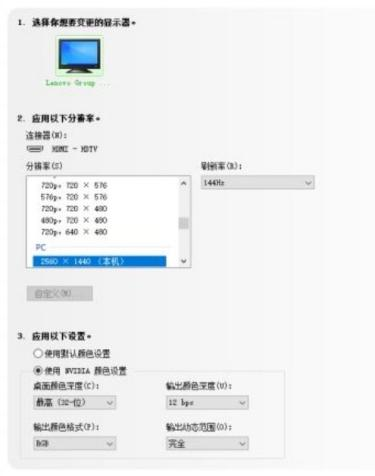 1. 选择你想要变更的显示器。
Lenovo Group ...
2. 应用以下分辨率。
连接器(N):
HDMI - HDTV
分辨率(S)
刷新率(R):
720p, 720 × 576
144Hz
576p, 720 × 576
720p, 720 × 480
480p, 720 × 480
720p, 640 × 480
PC
2560 × 1440 (本机)
自定义(M)...
3. 应用以下设置。
使用默认颜色设置
使用 NVIDIA 颜色设置
桌面颜色深度(C):
输出颜色深度(U):
最高 (32-位)
12 bpc
输出颜色格式(F):
输出动态范围(O):
RGB
完全